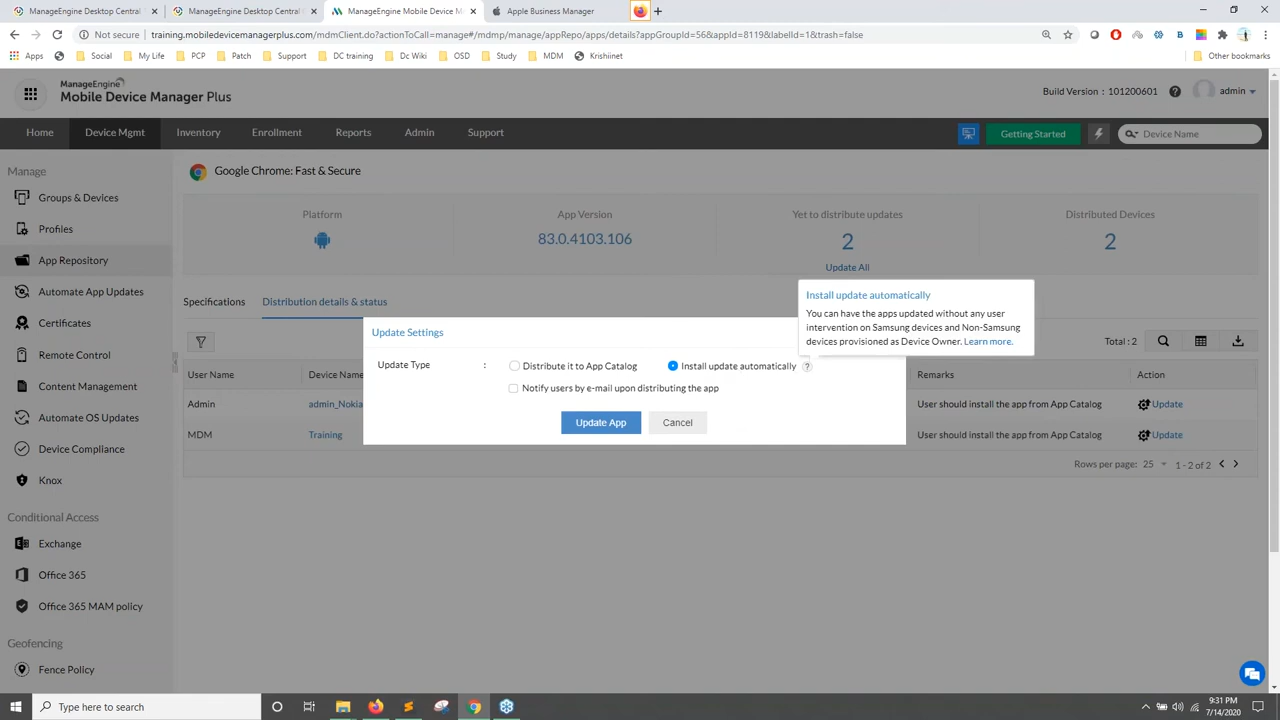 ManageEngine Desktop Central
ManageEngine Desktop Central
ManageEngine Mobile Device M
Apple Business Manager
Not secure
training.mobiledevicemanagerplus.com/mdmClient.do?actionToCall=manage#/mdmp/manage/appRepo/apps/details?appGroupId=56&appId=8119&labelId=1&trash=false
Apps
Social
My Life
PCP
Patch
Support
DC training
Dc Wiki
OSD
Study
MDM
Krishiinet
Other bookmarks
ManageEngine
Mobile Device Manager Plus
Build Version : 101200601
admin
Home
Device Mgmt
Inventory
Enrollment
Reports
Admin
Support
Getting Started
Device Name
Manage
Groups & Devices
Profiles
App Repository
Automate App Updates
Certificates
Remote Control
Content Management
Automate OS Updates
Device Compliance
Knox
Conditional Access
Exchange
Office 365
Office 365 MAM policy
Geofencing
Fence Policy
Google Chrome: Fast & Secure
Platform
App Version
83.0.4103.106
Yet to distribute updates
2
Update All
Distributed Devices
2
Specifications
Distribution details & status
Install update automatically
You can have the apps updated without any user
intervention on Samsung devices and Non-Samsung
devices provisioned as Device Owner. Learn more.
Total : 2
Update Settings
Update Type :
Distribute it to App Catalog
Install update automatically ?
Notify users by e-mail upon distributing the app
Update App
Cancel
User Name
Device Name
Remarks
Action
Admin
admin_Nokia
User should install the app from App Catalog
Update
MDM
Training
User should install the app from App Catalog
Update
Rows per page: 25
1 - 2 of 2
Type here to search
9:31 PM
7/14/2020